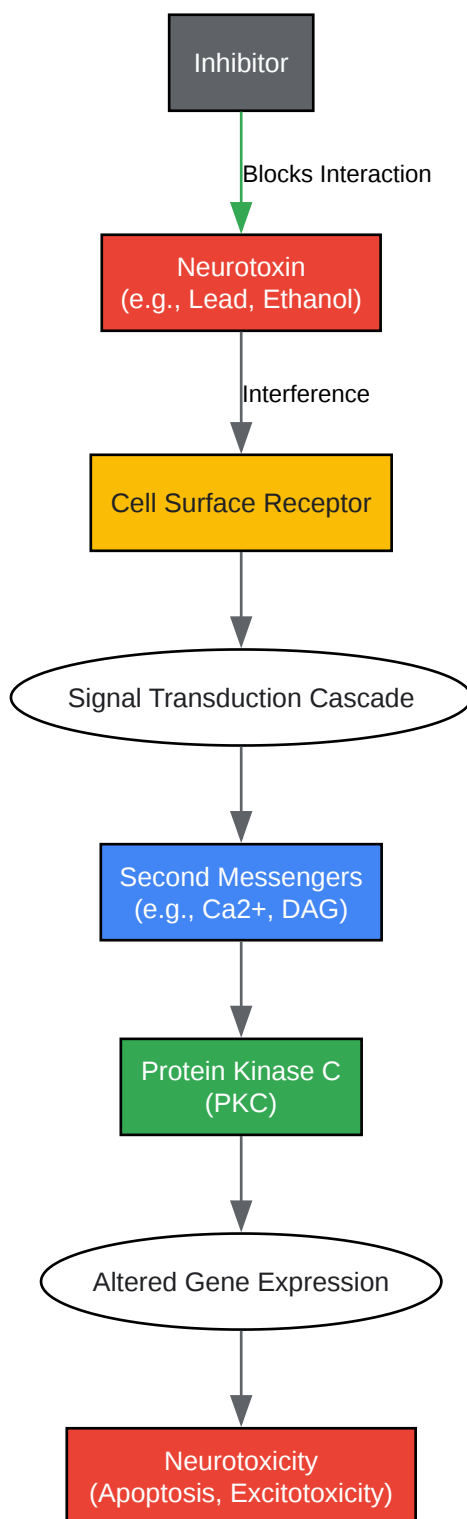 Inhibitor
Blocks Interaction
Neurotoxin
(e.g., Lead, Ethanol)
Interference
Cell Surface Receptor
Signal Transduction Cascade
Second Messengers
(e.g., Ca2+, DAG)
Protein Kinase C
(PKC)
Altered Gene Expression
Neurotoxicity
(Apoptosis, Excitotoxicity)